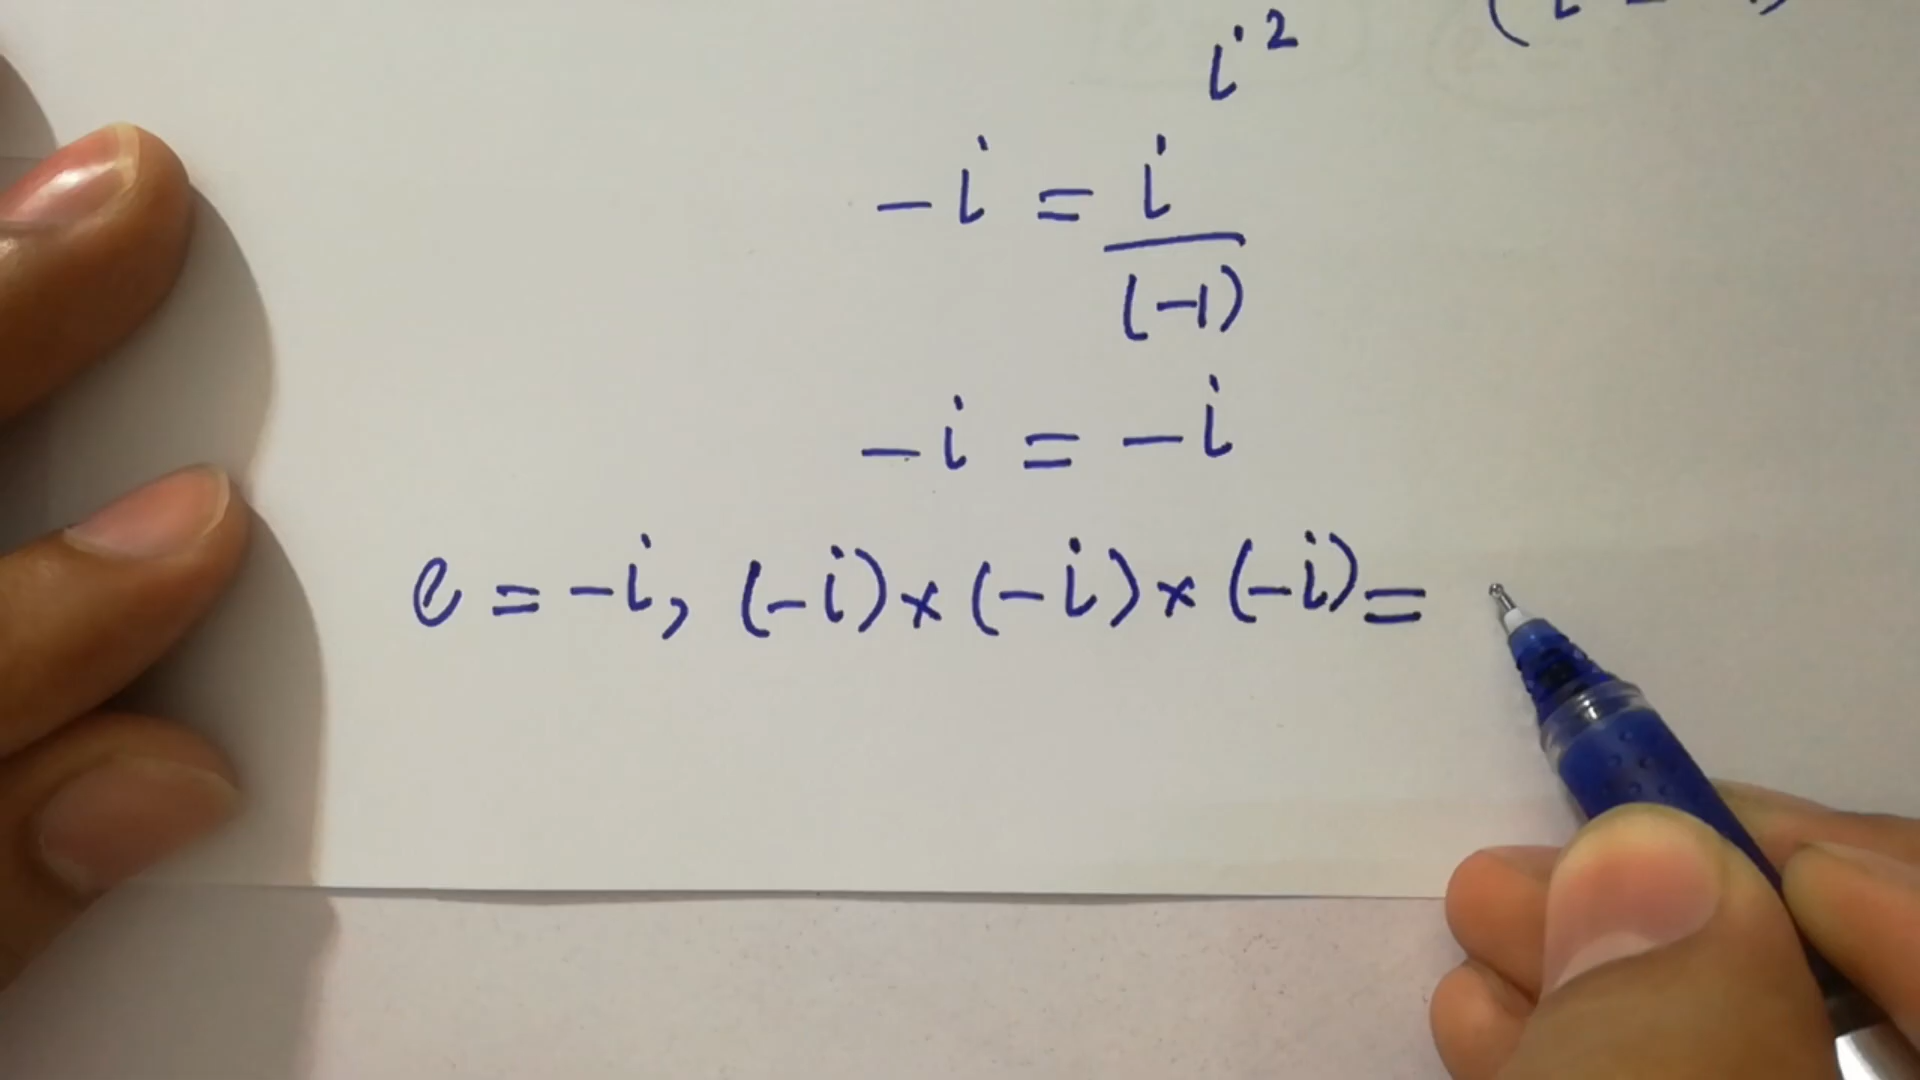 i²
-i = i
(-1)
-i = -i
e = -i, (-i)×(-i)×(-i)=